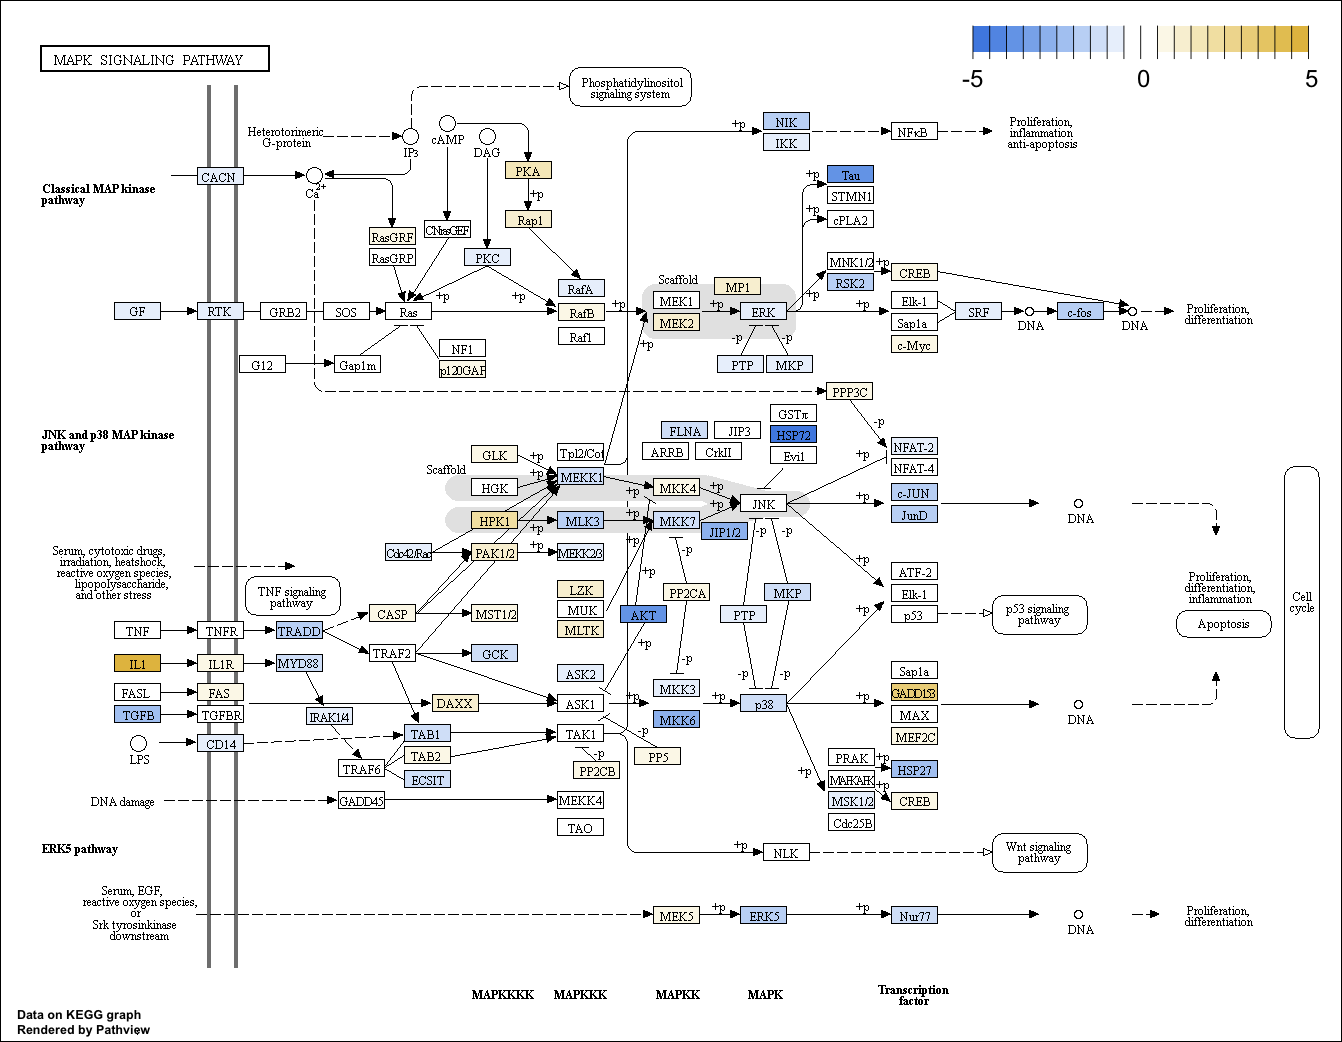 -5
0
5
MAPK SIGNALING PATHWAY
Phosphatidylinositol
signaling system
Heterotorimeric
G-protein
IP3
cAMP
DAG
+p
NIK
IKK
NFκB
Proliferation,
inflammation
anti-apoptosis
CACN
Ca2+
PKA
+p
Rap1
Tau
STMN1
cPLA2
+p
Classical MAP kinase
pathway
RasGRF
RasGRP
CNrasGEF
PKC
RafA
Scaffold
MP1
MNK1/2
RSK2
+p
CREB
GF
RTK
GRB2
SOS
Ras
+p
+p
RafB
Raf1
+p
MEK1
MEK2
+p
ERK
+p
+p
Elk-1
Sap1a
c-Myc
SRF
DNA
c-fos
DNA
Proliferation,
differentiation
G12
Gap1m
NF1
p120GAP
+p
-p
-p
PTP
MKP
PPP3C
-p
JNK and p38 MAP kinase
pathway
GSTπ
FLNA
JIP3
HSP72
ARRB
CrkII
Evi1
NFAT-2
NFAT-4
Scaffold
GLK
HGK
+p
+p
+p
Tpl2/Cot
MEKK1
+p
+p
MKK4
+p
JNK
+p
+p
c-JUN
JunD
DNA
HPK1
+p
MLK3
+p
MKK7
+p
JIP1/2
Cdc42/Rac
PAK1/2
+p
MEKK2/3
+p
-p
-p
-p
+p
Serum, cytotoxic drugs,
irradiation, heatshock,
reactive oxygen species,
lipopolysaccharide,
and other stress
TNF signaling
pathway
CASP
MST1/2
LZK
MUK
MLTK
+p
AKT
PP2CA
PTP
MKP
+p
ATF-2
Elk-1
p53
p53 signaling
pathway
Proliferation,
differentiation,
inflammation
Apoptosis
Cell
cycle
TNF
TNFR
TRADD
TRAF2
GCK
+p
IL1
IL1R
MYD88
ASK2
-p
MKK3
MKK6
-p
-p
Sap1a
GADD153
MAX
MEF2C
DNA
FASL
FAS
DAXX
ASK1
+p
+p
p38
+p
TGFB
TGFBR
IRAK1/4
LPS
CD14
TAB1
TAB2
ECSIT
TRAF6
TAK1
-p
-p
PP5
PP2CB
+p
PRAK
MAPKAPK
MSK1/2
Cdc25B
+p
+p
HSP27
CREB
DNA damage
GADD45
MEKK4
TAO
ERK5 pathway
+p
NLK
Wnt signaling
pathway
Serum, EGF,
reactive oxygen species,
or
Srk tyrosinkinase
downstream
MEK5
+p
ERK5
+p
Nur77
DNA
Proliferation,
differentiation
MAPKKKK
MAPKKK
MAPKK
MAPK
Transcription
factor
Data on KEGG graph
Rendered by Pathview